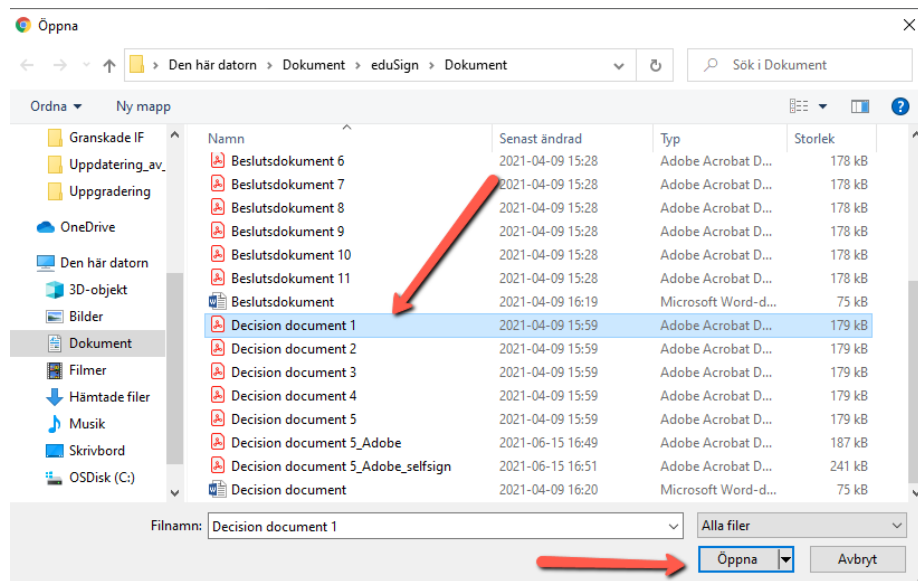 Öppna
Den här datorn > Dokument > eduSign > Dokument
Sök i Dokument
Ordna Ny mapp
Granskade IF
Uppdatering_av_
Uppgradering
OneDrive
Den här datorn
3D-objekt
Bilder
Dokument
Filmer
Hämtade filer
Musik
Skrivbord
OSDisk (C:)
Namn Senast ändrad Typ Storlek
Beslutsdokument 6 2021-04-09 15:28 Adobe Acrobat D... 178 kB
Beslutsdokument 7 2021-04-09 15:28 Adobe Acrobat D... 178 kB
Beslutsdokument 8 2021-04-09 15:28 Adobe Acrobat D... 178 kB
Beslutsdokument 9 2021-04-09 15:28 Adobe Acrobat D... 178 kB
Beslutsdokument 10 2021-04-09 15:28 Adobe Acrobat D... 178 kB
Beslutsdokument 11 2021-04-09 15:28 Adobe Acrobat D... 178 kB
Beslutsdokument 2021-04-09 16:19 Microsoft Word-d... 75 kB
Decision document 1 2021-04-09 15:59 Adobe Acrobat D... 179 kB
Decision document 2 2021-04-09 15:59 Adobe Acrobat D... 179 kB
Decision document 3 2021-04-09 15:59 Adobe Acrobat D... 179 kB
Decision document 4 2021-04-09 15:59 Adobe Acrobat D... 179 kB
Decision document 5 2021-04-09 15:59 Adobe Acrobat D... 179 kB
Decision document 5_Adobe 2021-06-15 16:49 Adobe Acrobat D... 187 kB
Decision document 5_Adobe_selfsign 2021-06-15 16:51 Adobe Acrobat D... 241 kB
Decision document 2021-04-09 16:20 Microsoft Word-d... 75 kB
Filnamn: Decision document 1 Alla filer
Öppna Avbryt